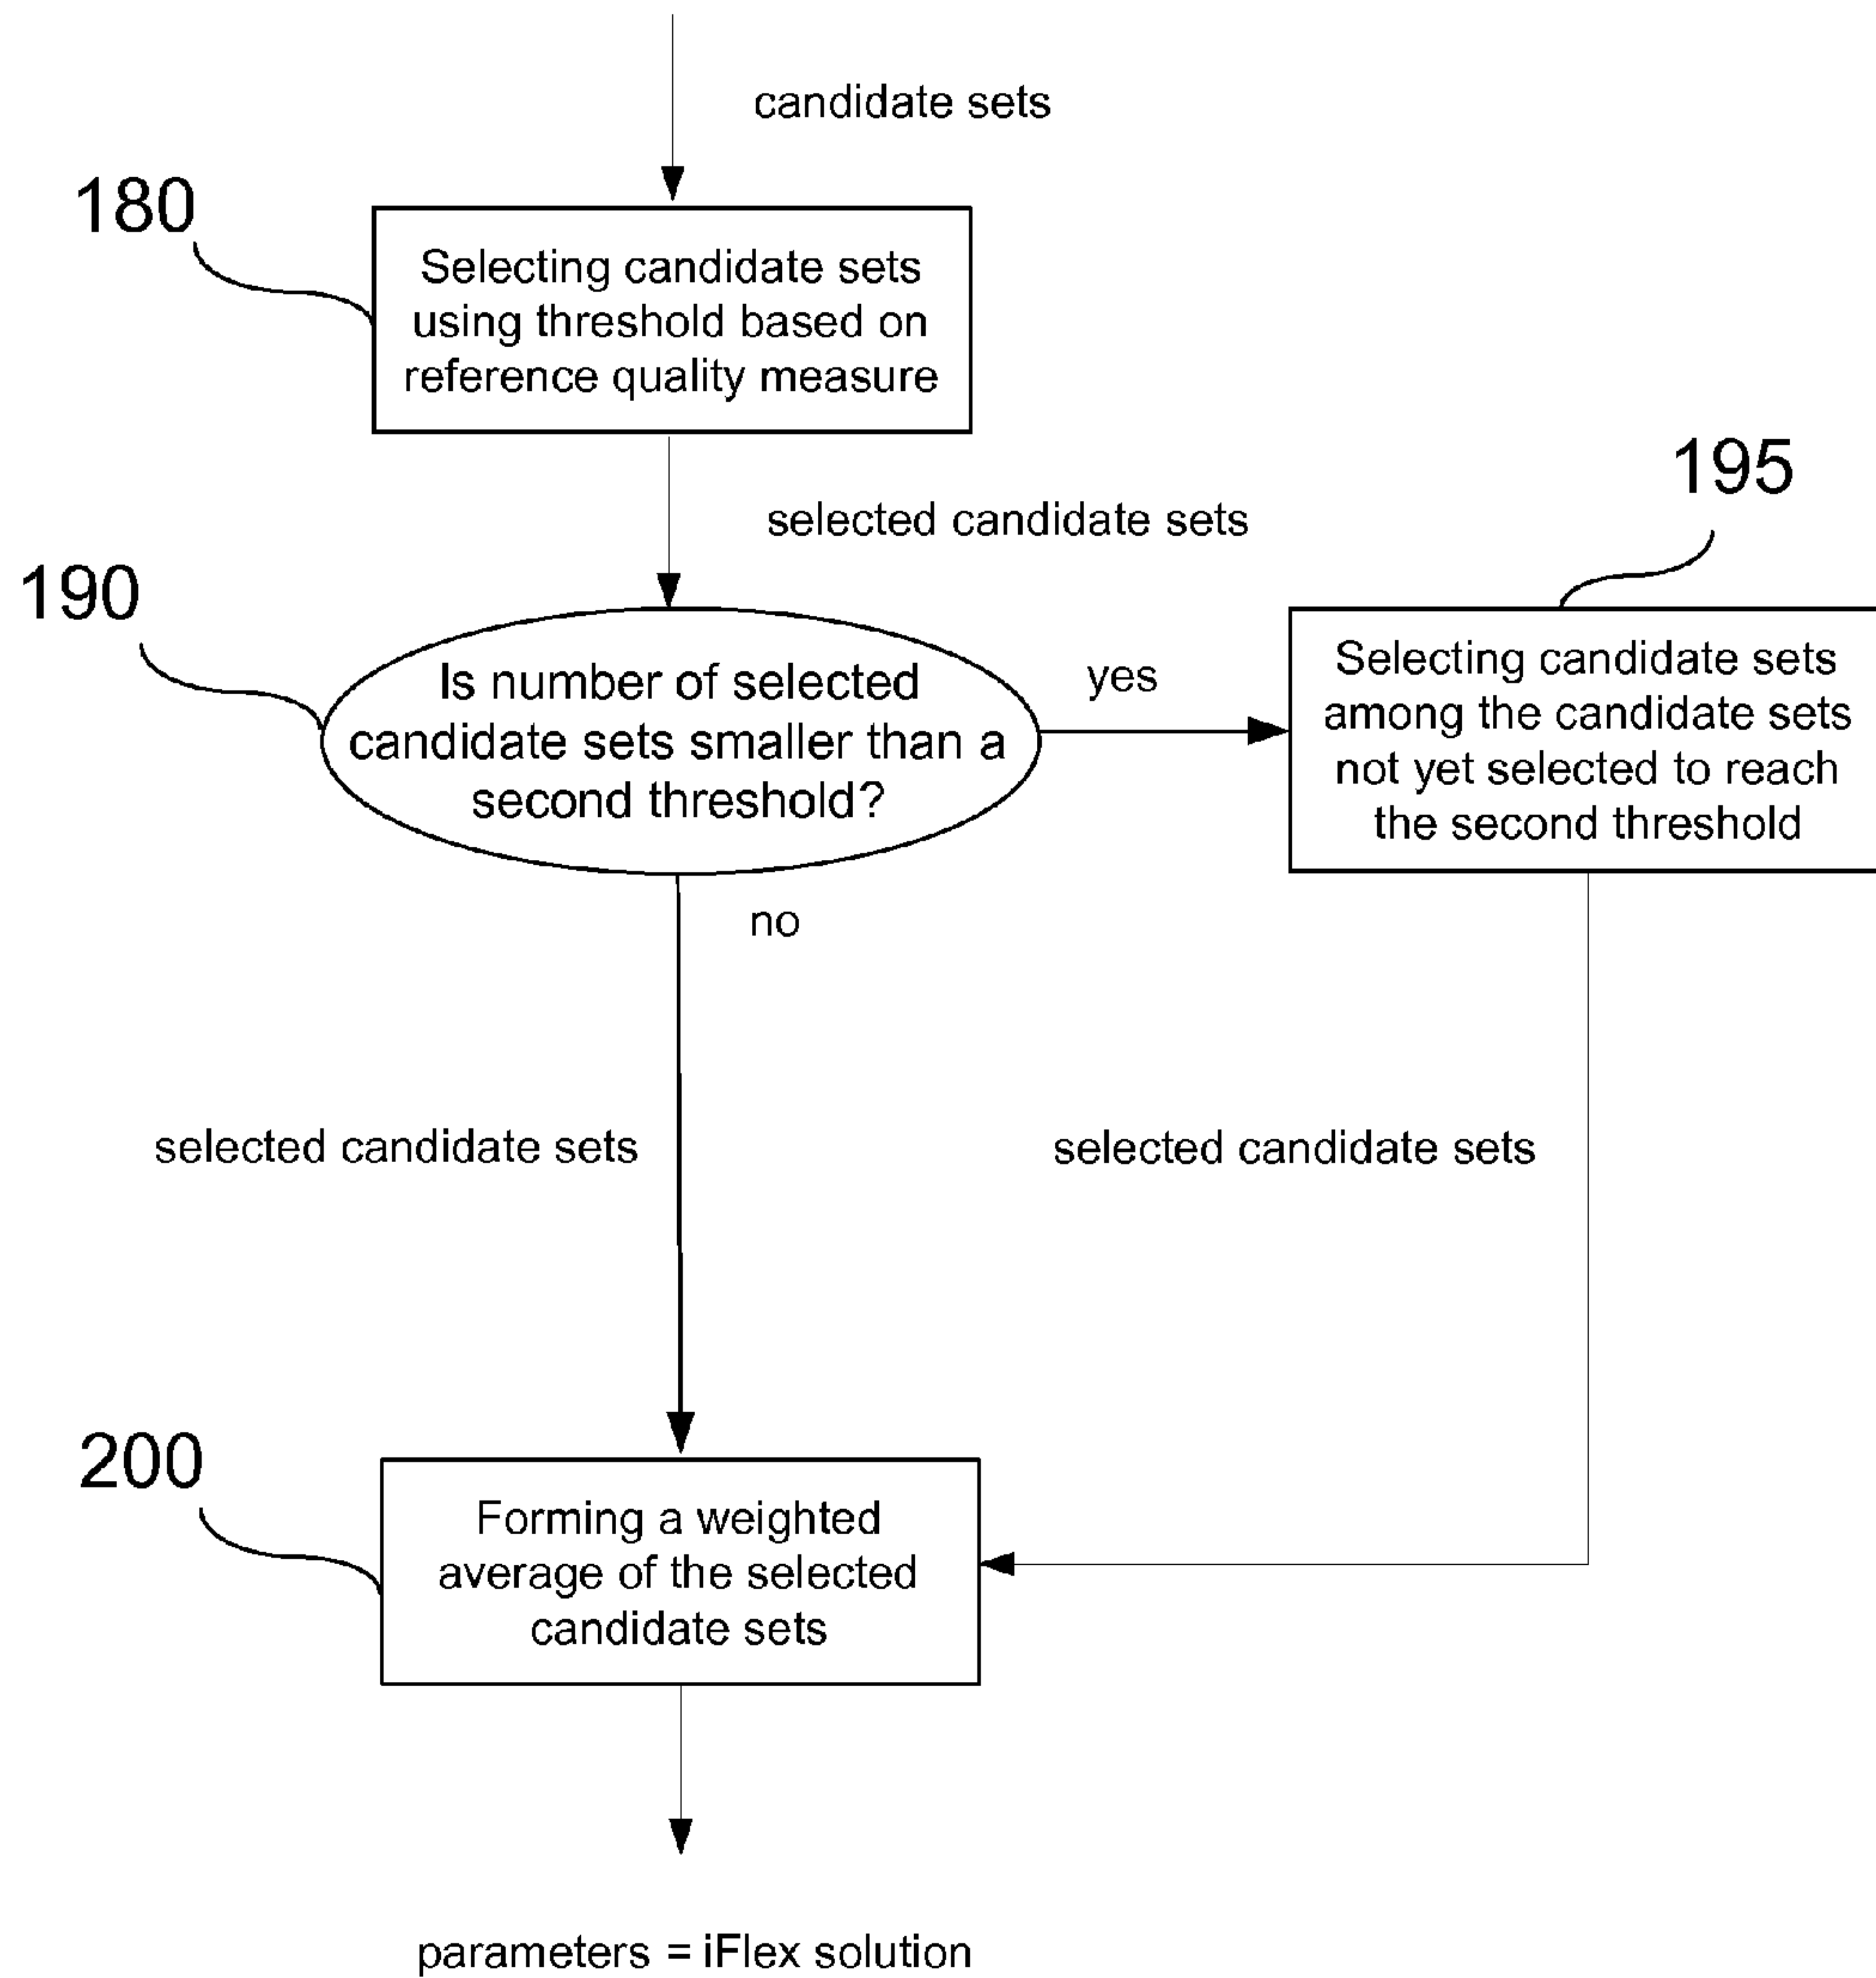 candidate sets
180
Selecting candidate sets
using threshold based on
reference quality measure
selected candidate sets
195
190
Is number of selected
candidate sets smaller than a
second threshold?
yes
Selecting candidate sets
among the candidate sets
not yet selected to reach
the second threshold
no
selected candidate sets
selected candidate sets
200
Forming a weighted
average of the selected
candidate sets
parameters = iFlex solution